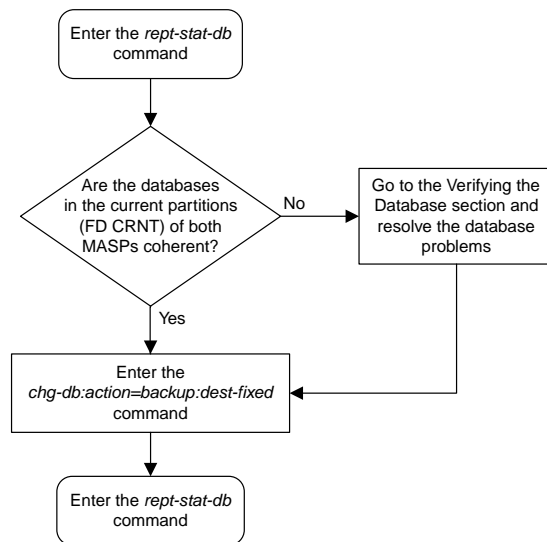 Enter the rept-stat-db
command
Are the databases
in the current partitions
(FD CRNT) of both
MASPs coherent?
No
Go to the Verifying the
Database section and
resolve the database
problems
Yes
Enter the
chg-db:action=backup:dest-fixed
command
Enter the rept-stat-db
command